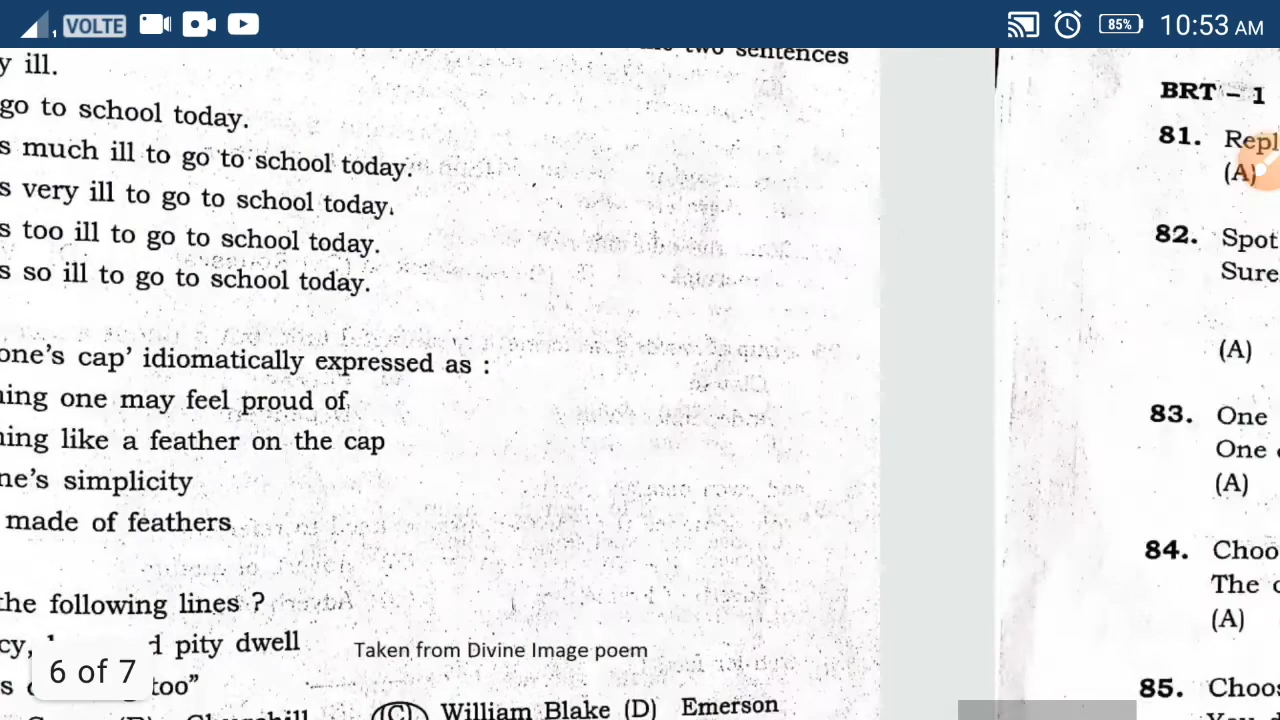 VOLTE
85%
10:53 AM
two sentences
y ill.
go to school today.
s much ill to go to school today.
s very ill to go to school today.
s too ill to go to school today.
s so ill to go to school today.
one's cap' idiomatically expressed as :
ning one may feel proud of
ning like a feather on the cap
ne's simplicity
made of feathers
the following lines ?
cy, d pity dwell
Taken from Divine Image poem
s too"
6 of 7
(B) Churchill (C) William Blake (D) Emerson
BRT - 1
81. Repl
(A)
82. Spot
Sure
(A)
83. One
One
(A)
84. Choo
The
(A)
85. Choos